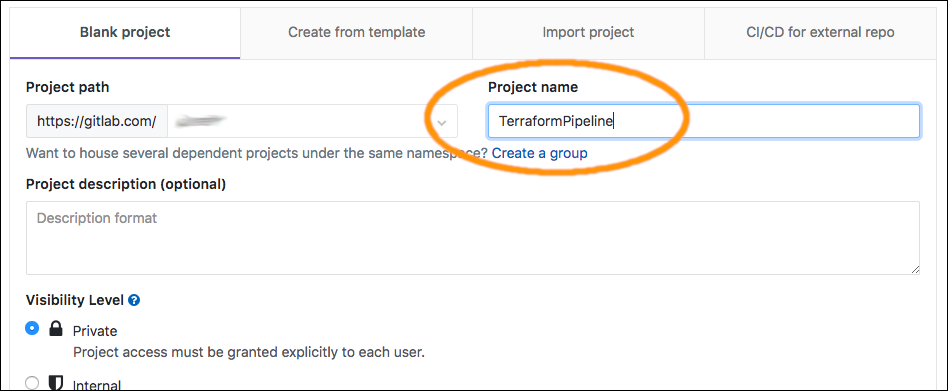 Blank project
Create from template
Import project
CI/CD for external repo
Project path
Project name
https://gitlab.com/
TerraformPipeline
Want to house several dependent projects under the same namespace? Create a group
Project description (optional)
Description format
Visibility Level ?
Private
Project access must be granted explicitly to each user.
Internal